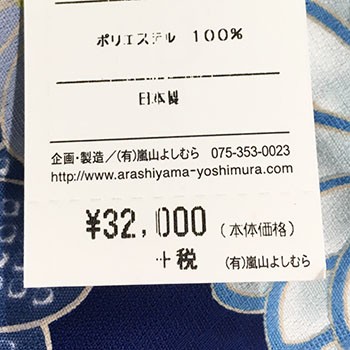 ポリエステル 100%
日本製
企画・製造/(有)嵐山よしむら 075-353-0023
http://www.arashiyama-yoshimura.com
¥32,000 (本体価格)
+税 (有)嵐山よしむら